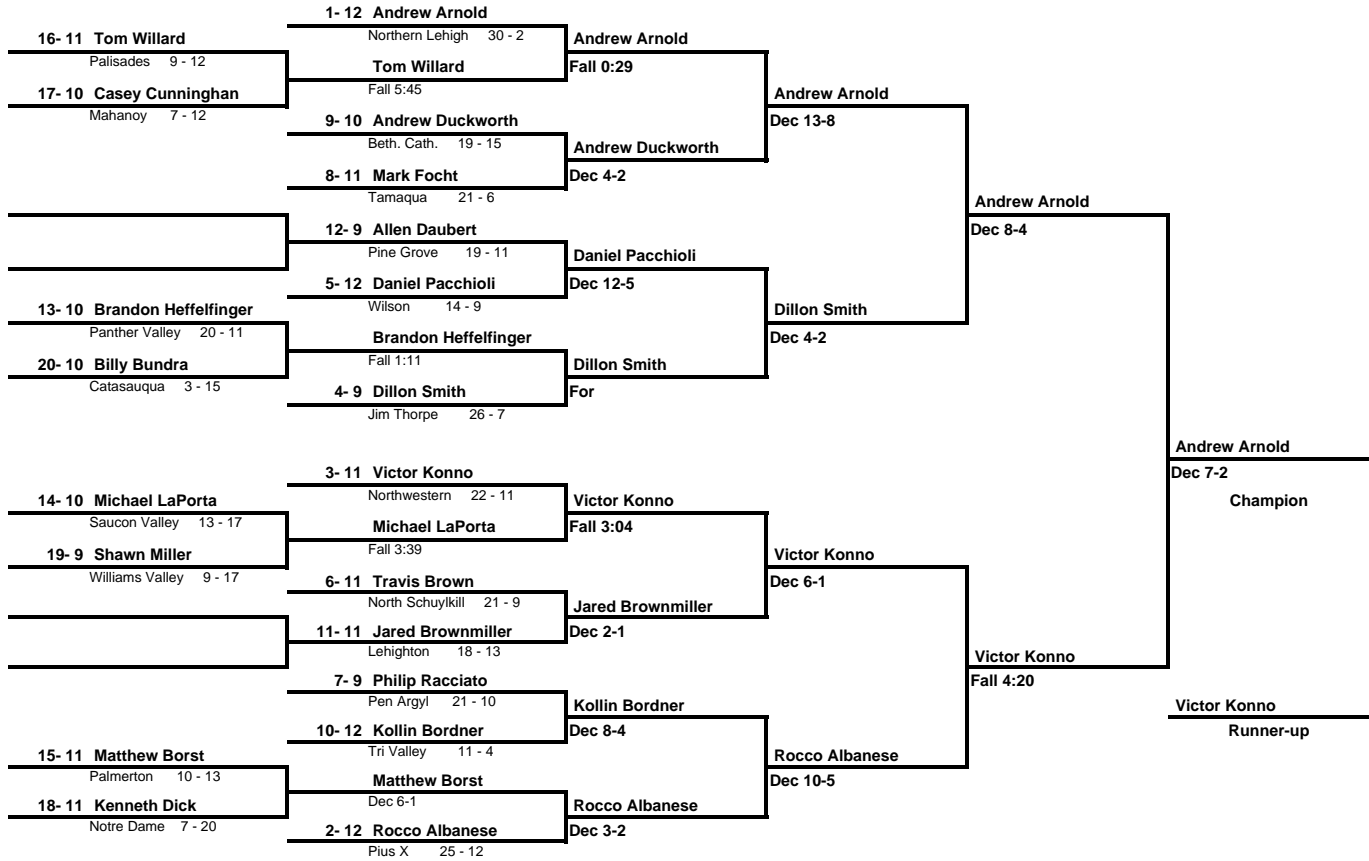 1- 12 Andrew Arnold
Northern Lehigh 30 - 2
16- 11 Tom Willard
Palisades 9 - 12
Andrew Arnold
Fall 0:29
Tom Willard
Fall 5:45
17- 10 Casey Cunninghan
Mahanoy 7 - 12
Andrew Arnold
Dec 13-8
9- 10 Andrew Duckworth
Beth. Cath. 19 - 15
Andrew Duckworth
Dec 4-2
8- 11 Mark Focht
Tamaqua 21 - 6
Andrew Arnold
Dec 8-4
12- 9 Allen Daubert
Pine Grove 19 - 11
Daniel Pacchioli
Dec 12-5
5- 12 Daniel Pacchioli
Wilson 14 - 9
13- 10 Brandon Heffelfinger
Panther Valley 20 - 11
Dillon Smith
Dec 4-2
Brandon Heffelfinger
Fall 1:11
20- 10 Billy Bundra
Catasauqua 3 - 15
Dillon Smith
For
4- 9 Dillon Smith
Jim Thorpe 26 - 7
Andrew Arnold
Dec 7-2
Champion
3- 11 Victor Konno
Northwestern 22 - 11
14- 10 Michael LaPorta
Saucon Valley 13 - 17
Victor Konno
Fall 3:04
Michael LaPorta
Fall 3:39
19- 9 Shawn Miller
Williams Valley 9 - 17
Victor Konno
Dec 6-1
6- 11 Travis Brown
North Schuylkill 21 - 9
Jared Brownmiller
Dec 2-1
11- 11 Jared Brownmiller
Lehighton 18 - 13
Victor Konno
Fall 4:20
7- 9 Philip Racciato
Pen Argyl 21 - 10
Kollin Bordner
Dec 8-4
Victor Konno
Runner-up
10- 12 Kollin Bordner
Tri Valley 11 - 4
15- 11 Matthew Borst
Palmerton 10 - 13
Rocco Albanese
Dec 10-5
Matthew Borst
Dec 6-1
18- 11 Kenneth Dick
Notre Dame 7 - 20
Rocco Albanese
Dec 3-2
2- 12 Rocco Albanese
Pius X 25 - 12